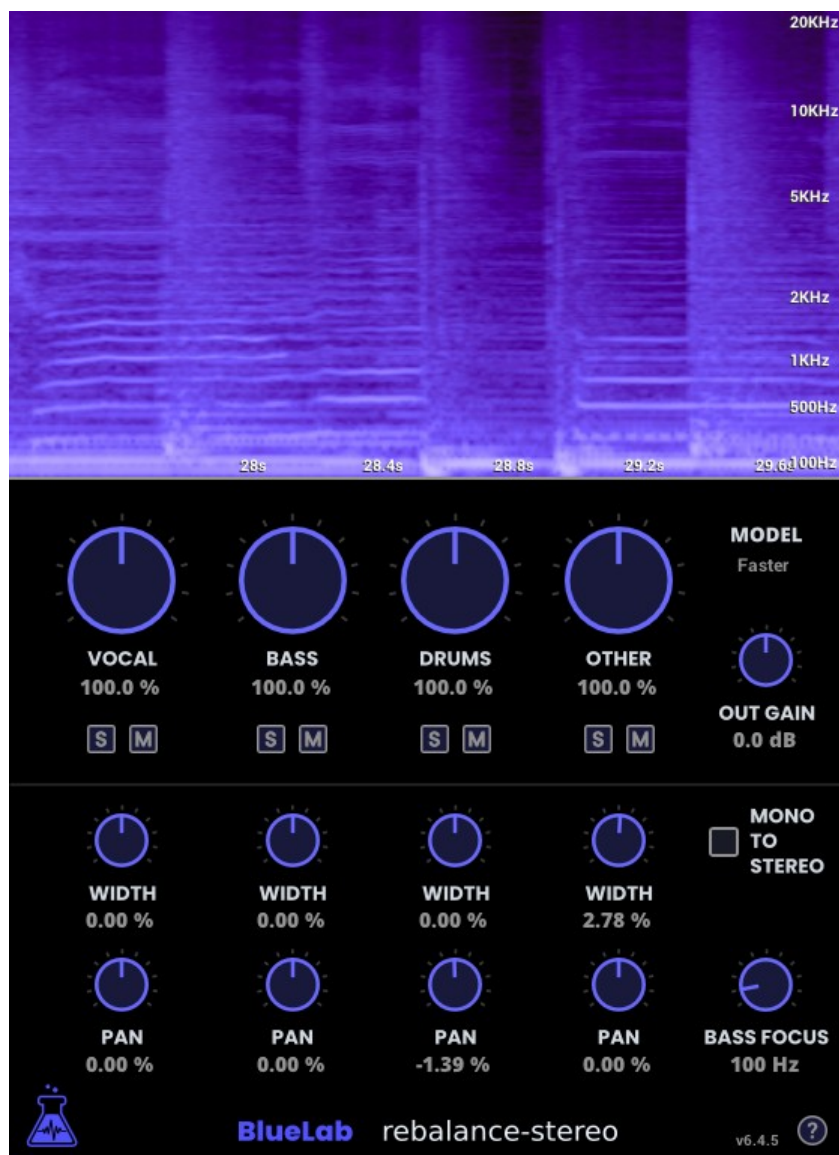 20KHz
10KHz
5KHz
2KHz
1KHz
500Hz
28s 28.4s 28.8s 29.2s 29.6s 100Hz
MODEL
Faster
VOCAL BASS DRUMS OTHER
100.0 % 100.0 % 100.0 % 100.0 %
S M S M S M S M
OUT GAIN
0.0 dB
MONO
TO
STEREO
WIDTH WIDTH WIDTH WIDTH
0.00 % 0.00 % 0.00 % 2.78 %
PAN PAN PAN PAN BASS FOCUS
0.00 % 0.00 % -1.39 % 0.00 % 100 Hz
BlueLab rebalance-stereo v6.4.5 ?